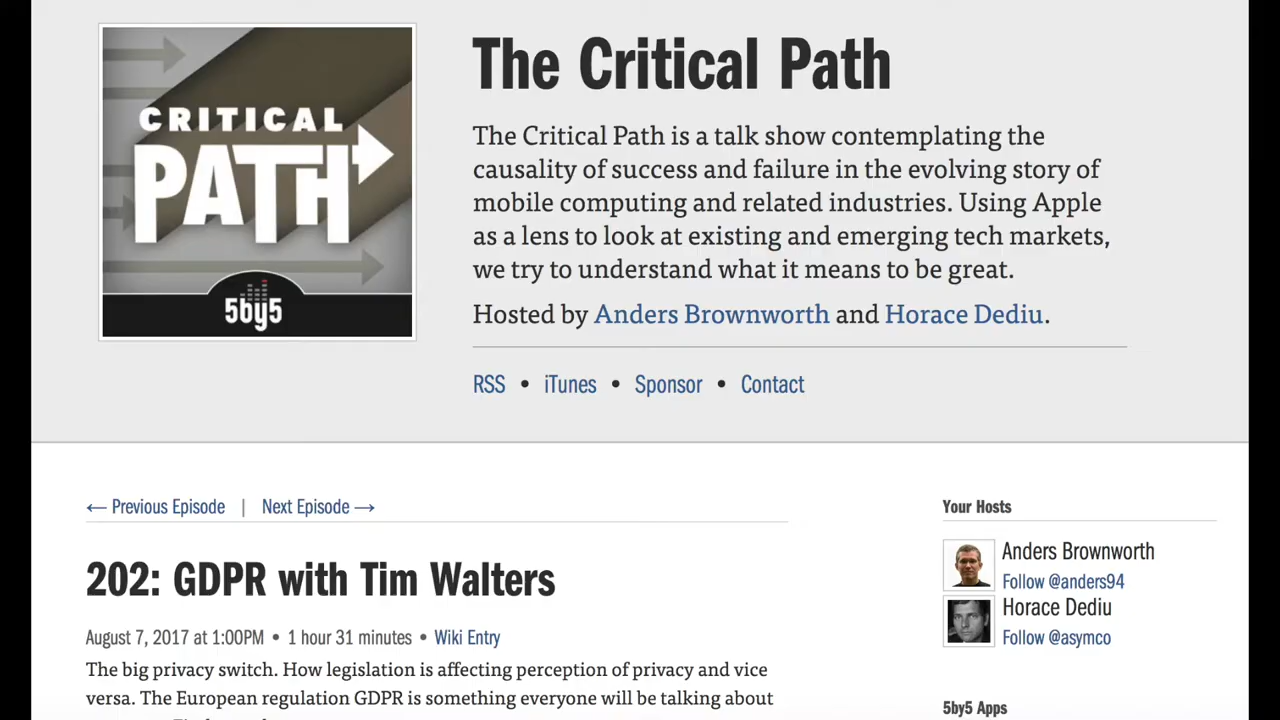 CRITICAL
PATH
5by5
The Critical Path
The Critical Path is a talk show contemplating the
causality of success and failure in the evolving story of
mobile computing and related industries. Using Apple
as a lens to look at existing and emerging tech markets,
we try to understand what it means to be great.
Hosted by Anders Brownworth and Horace Dediu.
RSS • iTunes • Sponsor • Contact
← Previous Episode | Next Episode →
202: GDPR with Tim Walters
August 7, 2017 at 1:00PM • 1 hour 31 minutes • Wiki Entry
The big privacy switch. How legislation is affecting perception of privacy and vice
versa. The European regulation GDPR is something everyone will be talking about
Your Hosts
Anders Brownworth
Follow @anders94
Horace Dediu
Follow @asymco
5by5 Apps